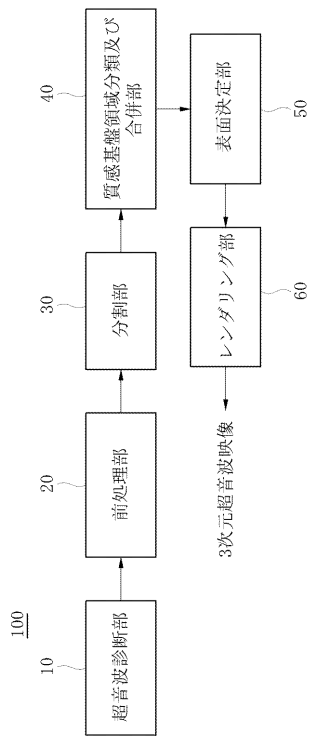 100
10
超音波診断部
20
前処理部
30
分割部
40
質感基盤領域分類及び
合併部
50
表面決定部
60
レンダリング部
3次元超音波映像